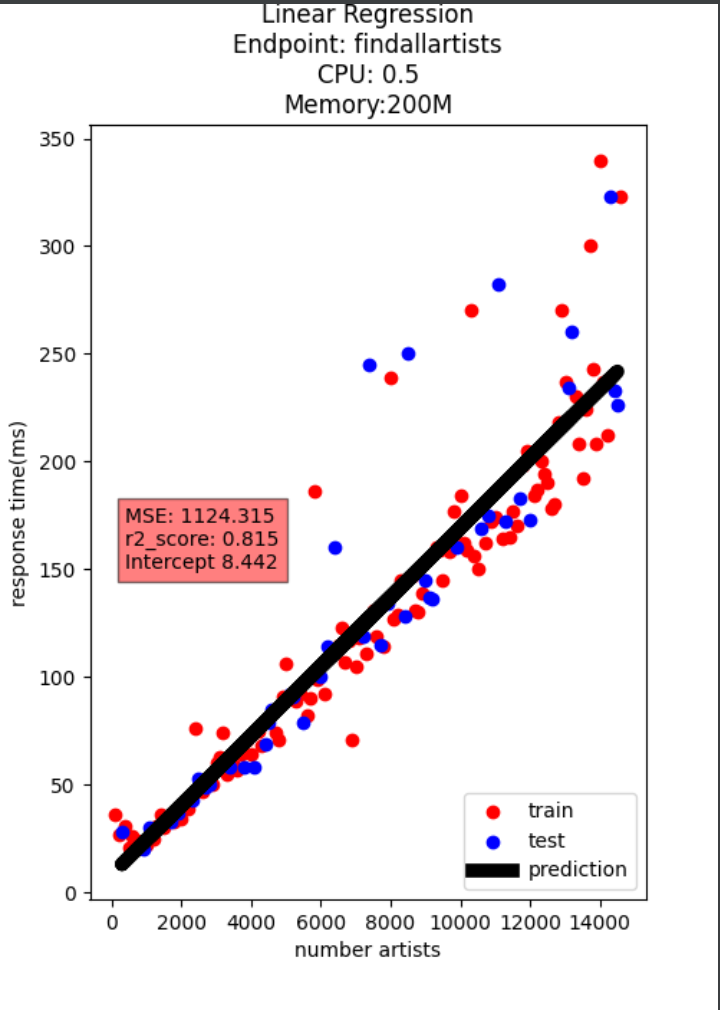 Linear Regression
Endpoint: findallartists
CPU: 0.5
Memory:200M
350
300
250
200
150
100
50
0
response time(ms)
MSE: 1124.315
r2_score: 0.815
Intercept 8.442
train
test
prediction
0 2000 4000 6000 8000 10000 12000 14000
number artists